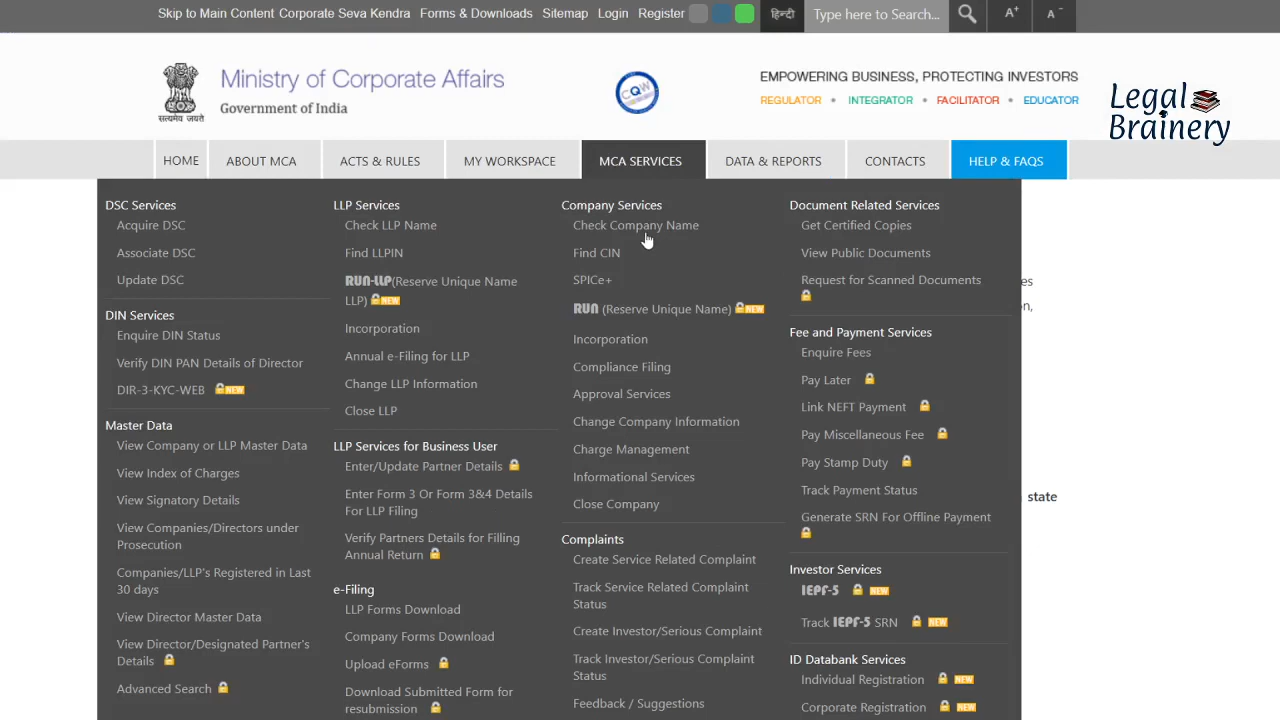 Skip to Main Content Corporate Seva Kendra Forms & Downloads Sitemap Login Register हिन्दी Type here to Search... A+ A-
Ministry of Corporate Affairs
Government of India
सत्यमेव जयते
CQW
EMPOWERING BUSINESS, PROTECTING INVESTORS
REGULATOR • INTEGRATOR • FACILITATOR • EDUCATOR
Legal
Brainery
HOME ABOUT MCA ACTS & RULES MY WORKSPACE MCA SERVICES DATA & REPORTS CONTACTS HELP & FAQS
DSC Services
Acquire DSC
Associate DSC
Update DSC
DIN Services
Enquire DIN Status
Verify DIN PAN Details of Director
DIR-3-KYC-WEB NEW
Master Data
View Company or LLP Master Data
View Index of Charges
View Signatory Details
View Companies/Directors under
Prosecution
Companies/LLP's Registered in Last
30 days
View Director Master Data
View Director/Designated Partner's
Details
Advanced Search
LLP Services
Check LLP Name
Find LLPIN
RUN-LLP(Reserve Unique Name
LLP) NEW
Incorporation
Annual e-Filing for LLP
Change LLP Information
Close LLP
LLP Services for Business User
Enter/Update Partner Details
Enter Form 3 Or Form 3&4 Details
For LLP Filing
Verify Partners Details for Filling
Annual Return
e-Filing
LLP Forms Download
Company Forms Download
Upload eForms
Download Submitted Form for
resubmission
Company Services
Check Company Name
Find CIN
SPICe+
RUN (Reserve Unique Name) NEW
Incorporation
Compliance Filing
Approval Services
Change Company Information
Charge Management
Informational Services
Close Company
Complaints
Create Service Related Complaint
Track Service Related Complaint
Status
Create Investor/Serious Complaint
Track Investor/Serious Complaint
Status
Feedback / Suggestions
Document Related Services
Get Certified Copies
View Public Documents
Request for Scanned Documents
Fee and Payment Services
Enquire Fees
Pay Later
Link NEFT Payment
Pay Miscellaneous Fee
Pay Stamp Duty
Track Payment Status
Generate SRN For Offline Payment
Investor Services
IEPF-5 NEW
Track IEPF-5 SRN NEW
ID Databank Services
Individual Registration NEW
Corporate Registration NEW
state